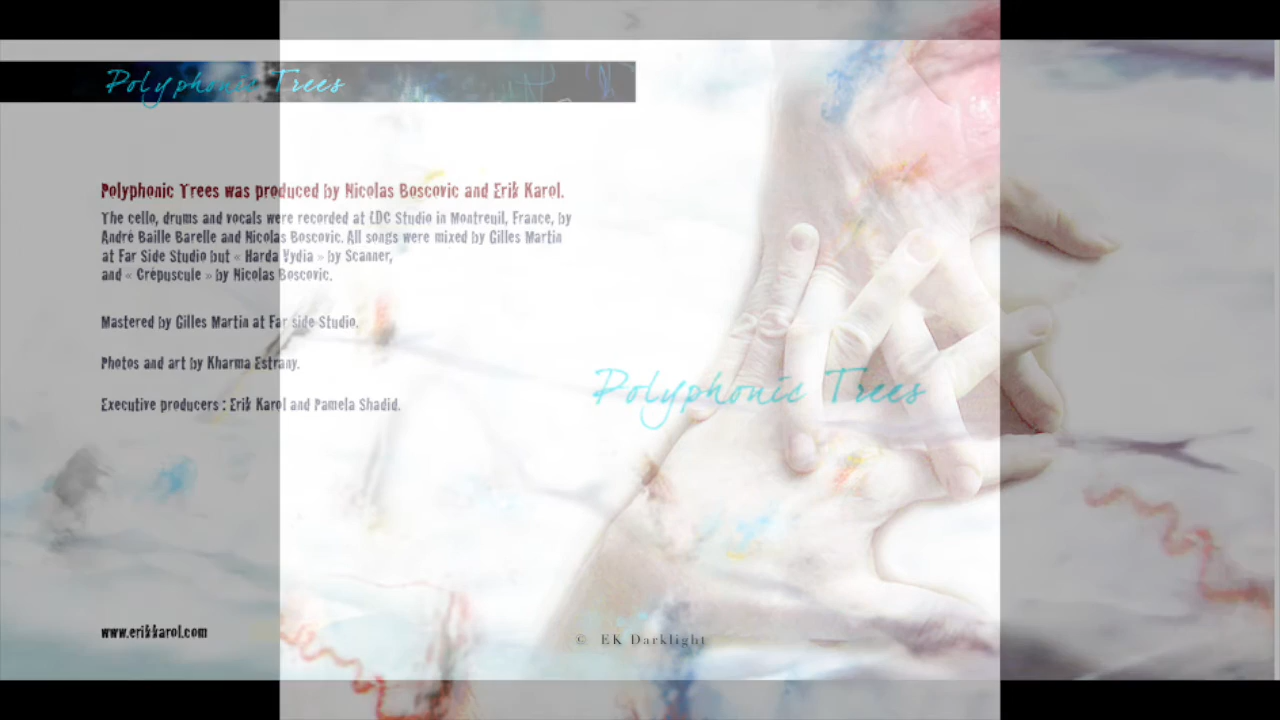 Polyphonic Trees
Polyphonic Trees was produced by Nicolas Boscovic and Erik Karol.
The cello, drums and vocals were recorded at LDC Studio in Montreuil, France, by
André Baille Barelle and Nicolas Boscovic. All songs were mixed by Gilles Martin
at Far Side Studio but « Harda Vydia » by Scanner,
and « Crépuscule » by Nicolas Boscovic.
Mastered by Gilles Martin at Far side Studio.
Photos and art by Kharma Estrany.
Polyphonic Trees
Executive producers : Erik Karol and Pamela Shadid.
www.erikkarol.com
© EK Darklight